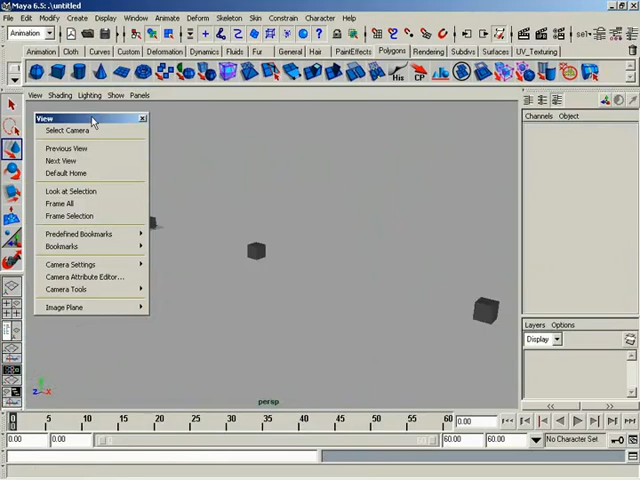 Maya 6.5: .\untitled
File Edit Modify Create Display Window Animate Deform Skeleton Skin Constrain Character Help
Animation
sel
Animation Cloth Curves Custom Deformation Dynamics Fluids Fur General Hair PaintEffects Polygons Rendering Subdivs Surfaces UV_Texturing
His CP
View Shading Lighting Show Panels
Channels Object
View
Select Camera
Previous View
Next View
Default Home
Look at Selection
Frame All
Frame Selection
Predefined Bookmarks
Bookmarks
Camera Settings
Camera Attribute Editor...
Camera Tools
Image Plane
Layers Options
Display
persp
5 10 15 20 25 30 35 40 45 50 55 60
0.00
0.00 0.00 60.00 60.00 No Character Set